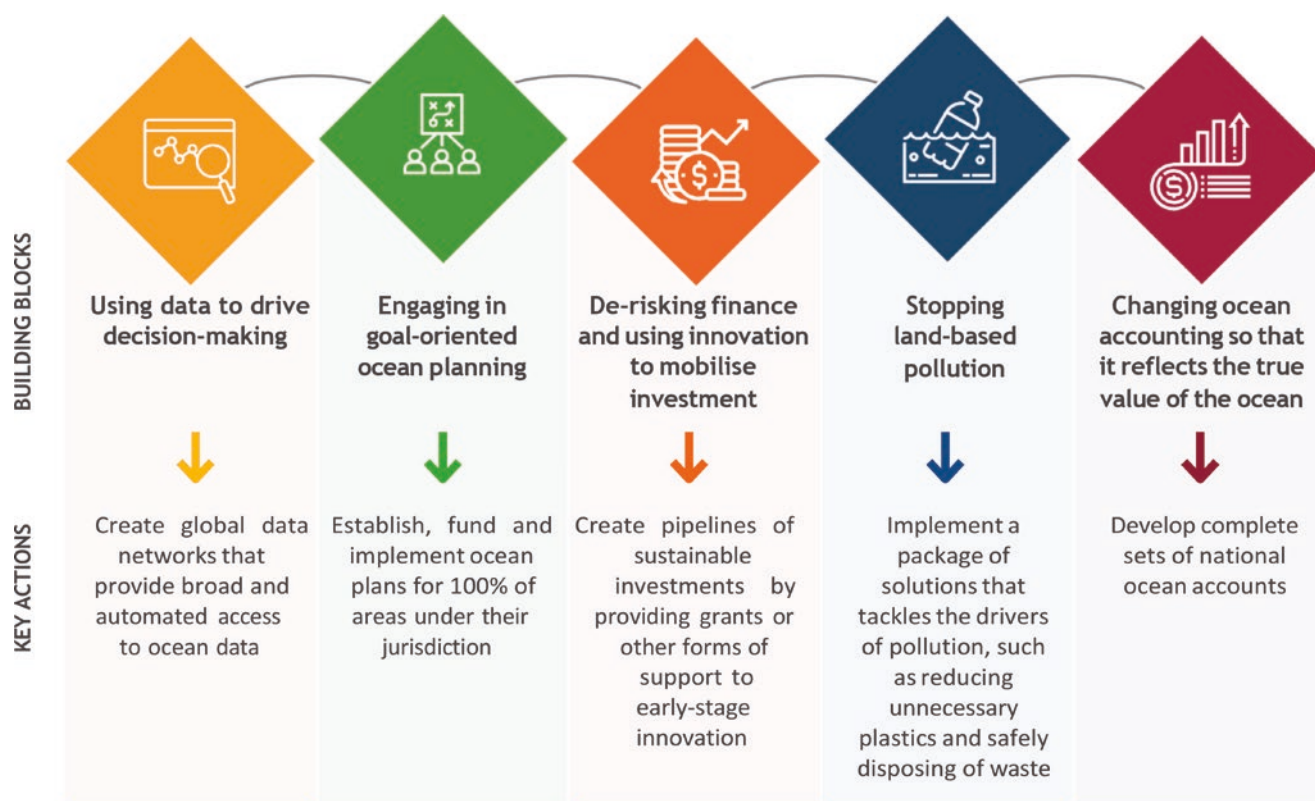 BUILDING BLOCKS
Using data to drive
decision-making
Engaging in
goal-oriented
ocean planning
De-risking finance
and using innovation
to mobilise
investment
Stopping
land-based
pollution
Changing ocean
accounting so that
it reflects the true
value of the ocean
KEY ACTIONS
Create global data
networks that
provide broad and
automated access
to ocean data
Establish, fund and
implement ocean
plans for 100% of
areas under their
jurisdiction
Create pipelines of
sustainable
investments by
providing grants or
other forms of
support to
early-stage
innovation
Implement a
package of
solutions that
tackles the drivers
of pollution, such
as reducing
unnecessary
plastics and safely
disposing of waste
Develop complete
sets of national
ocean accounts